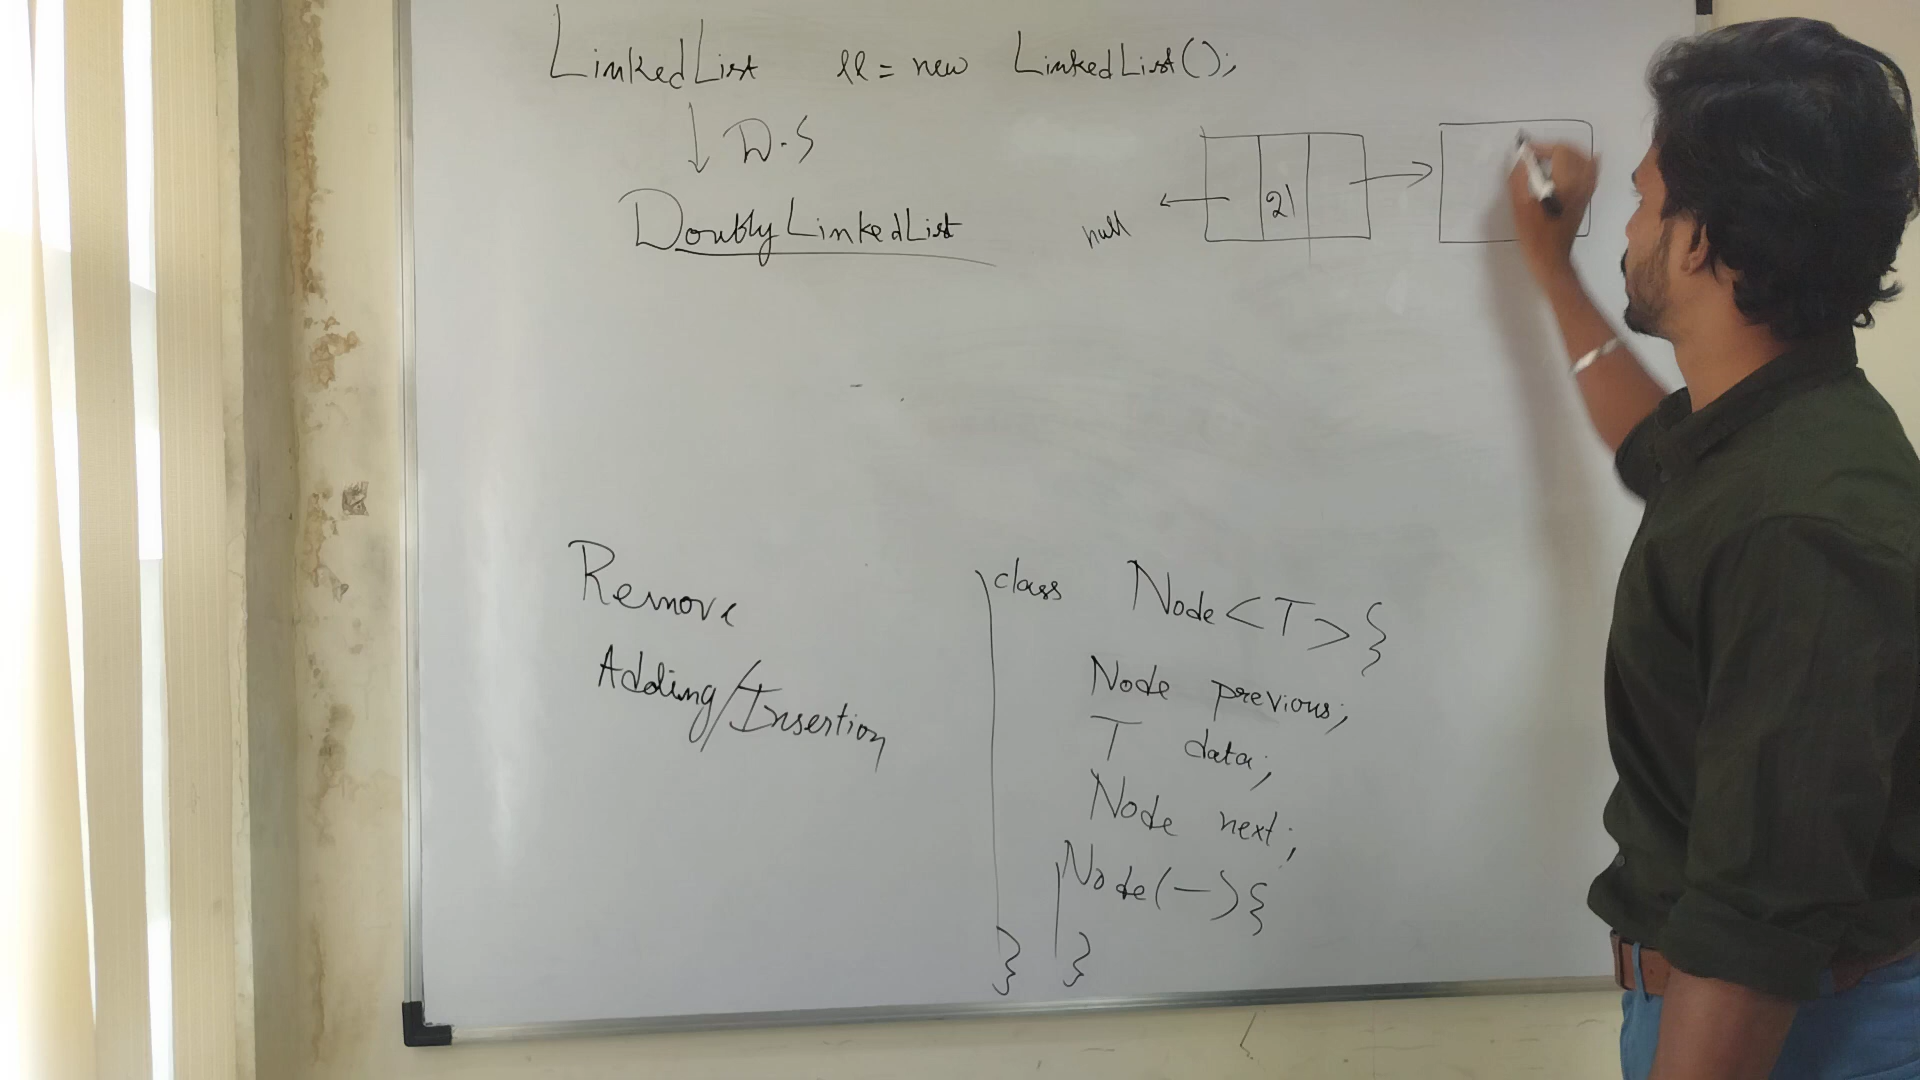 LinkedList ll = new LinkedList();
D.S
DoublyLinkedList
null
21
Remove
Adding/Insertion
class Node<T>{
Node previous;
T data;
Node next;
Node(—){
}
}